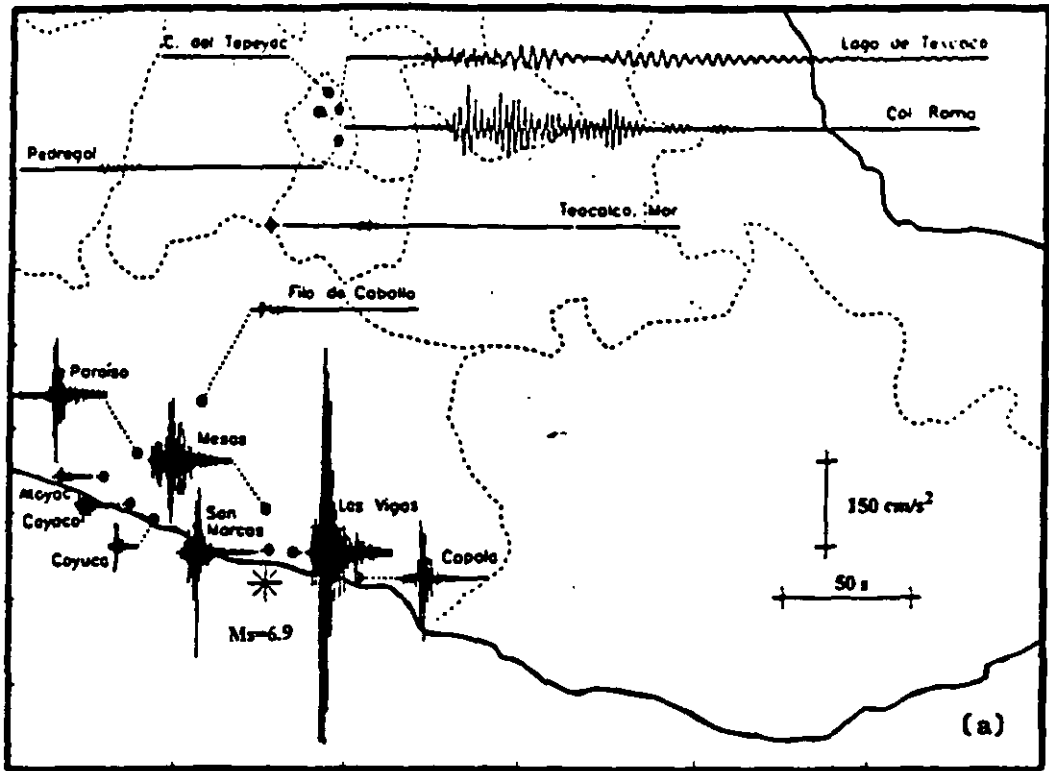 C. del Tepeyac
Lago de Texcoco
Col Roma
Pedregal
Teacalco, Mor
Filo de Caballo
Paraiso
Mesas
Atoyac
Cayaco
Coyuca
San
Marcos
Las Vigas
Copala
150 cm/s²
50 s
Ms=6.9
(a)